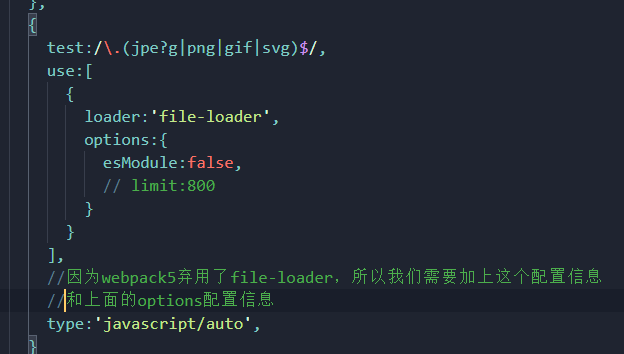 },
{
test:/\.(jpe?g|png|gif|svg)$/,
use:[
{
loader:'file-loader',
options:{
esModule:false,
// limit:800
}
}
],
//因为webpack5弃用了file-loader，所以我们需要加上这个配置信息
//和上面的options配置信息
type:'javascript/auto',
}